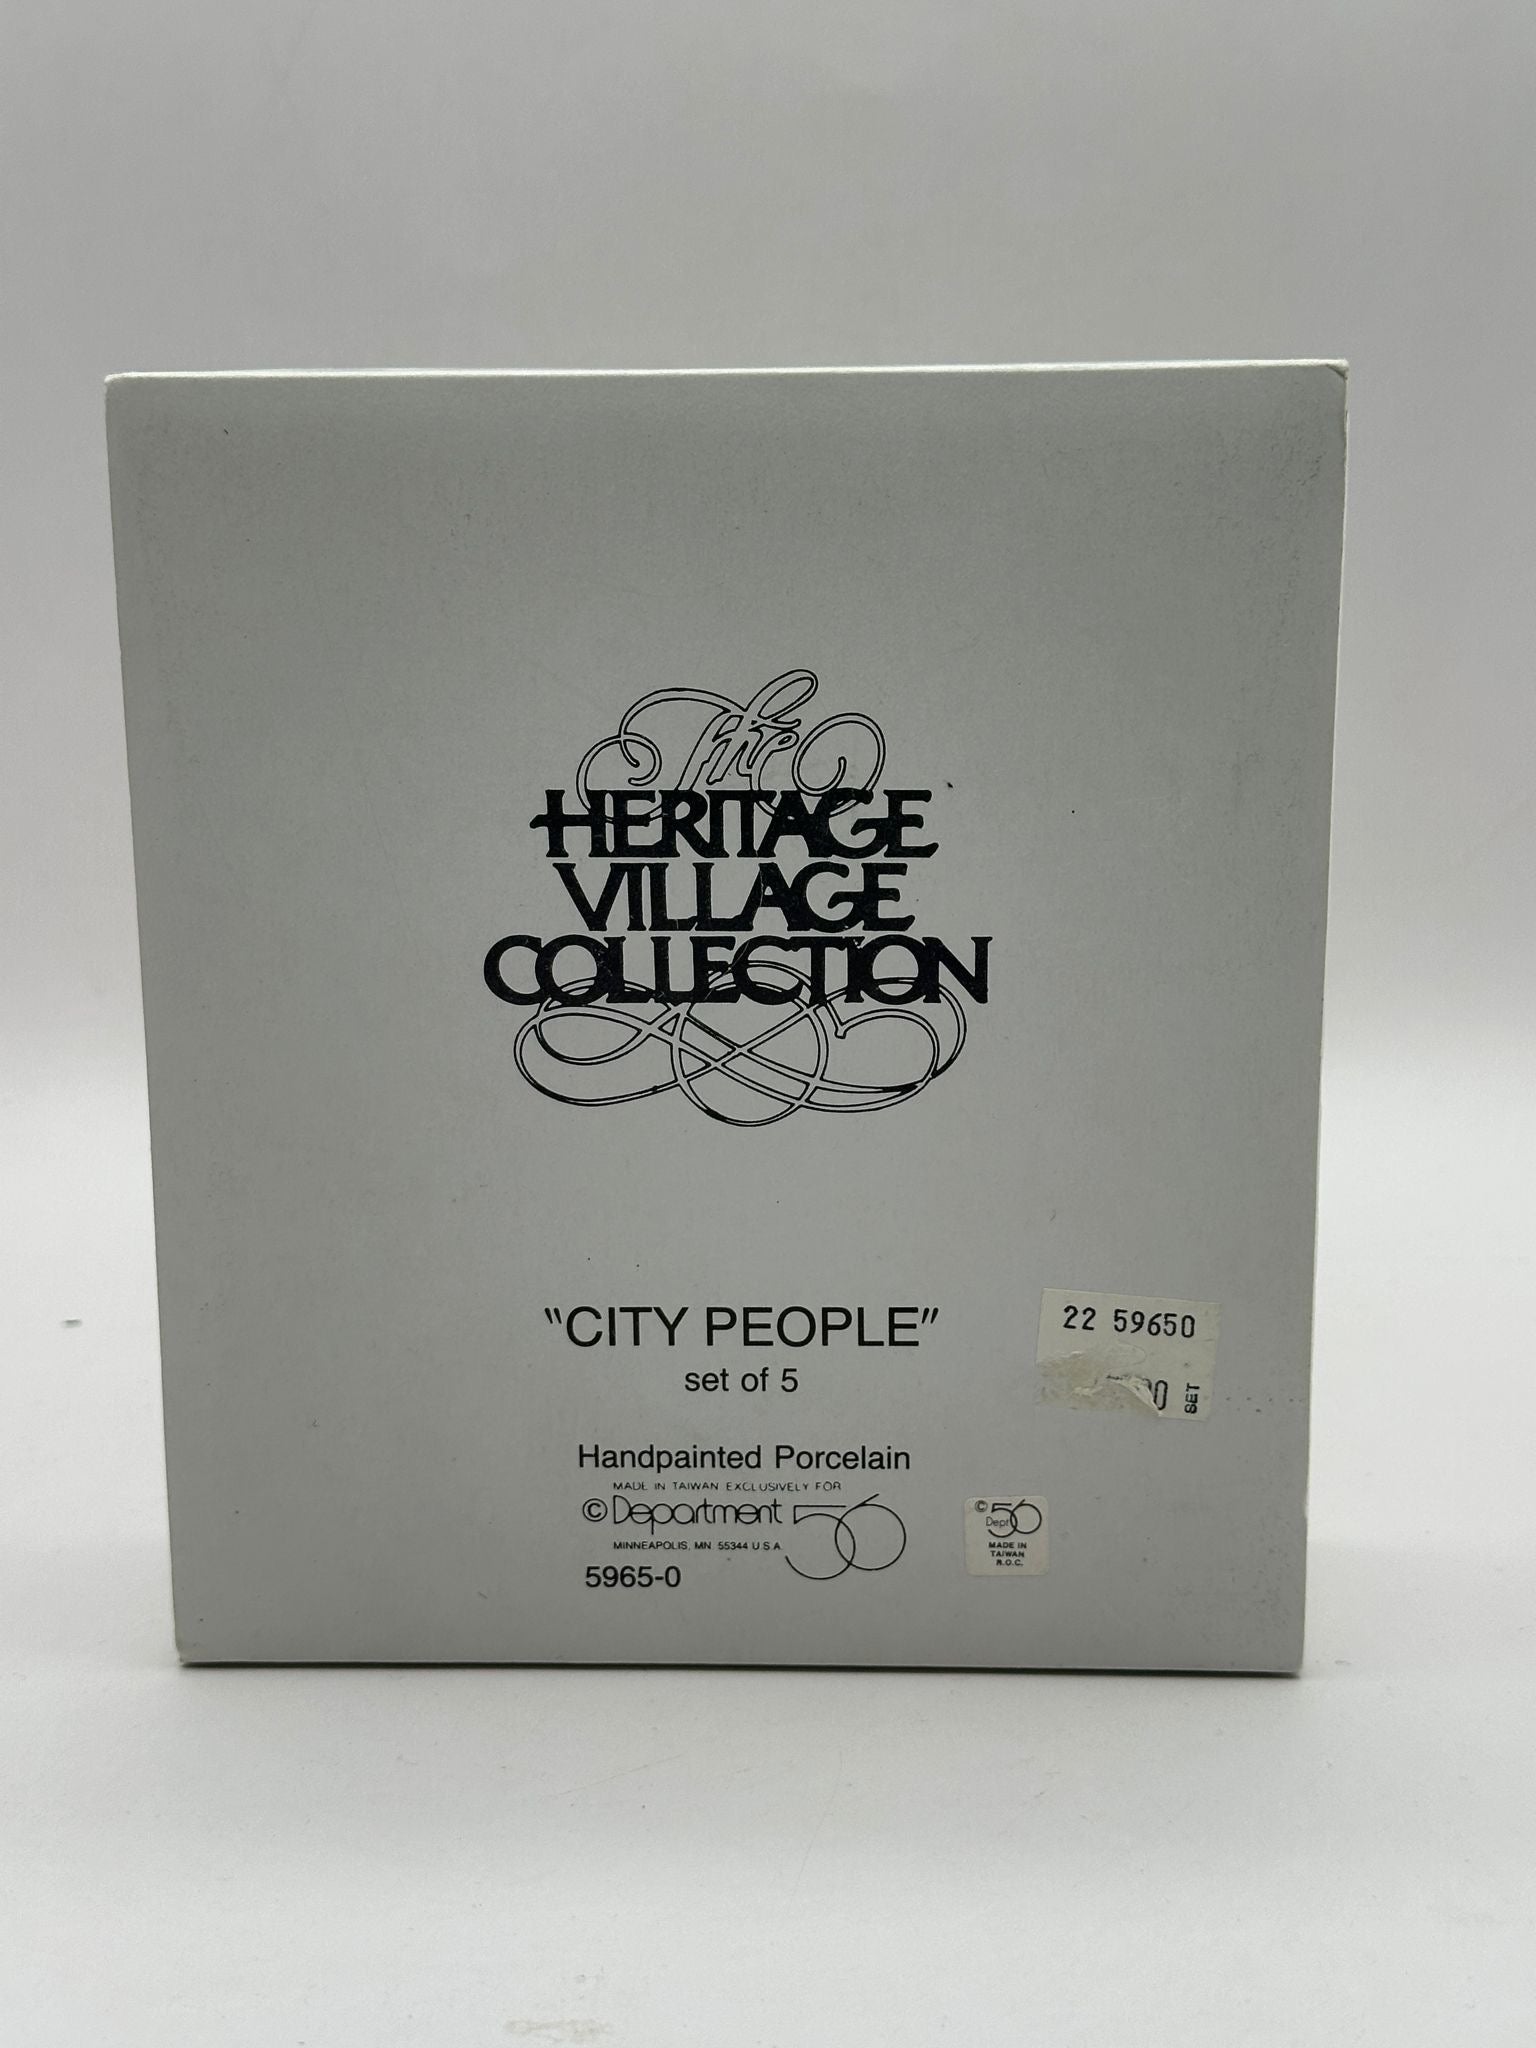 The
HERITAGE
VILLAGE
COLLECTION
"CITY PEOPLE"
set of 5
22 59650
SET
Handpainted Porcelain
MADE IN TAIWAN EXCLUSIVELY FOR
© Department 56
MINNEAPOLIS, MN 55344 U S A
5965-0
© 56
Dept
MADE IN
TAIWAN
R.O.C.